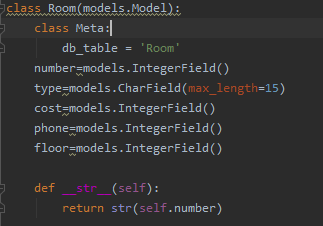 class Room(models.Model):
    class Meta:
        db_table = 'Room'
    number=models.IntegerField()
    type=models.CharField(max_length=15)
    cost=models.IntegerField()
    phone=models.IntegerField()
    floor=models.IntegerField()

    def __str__(self):
        return str(self.number)